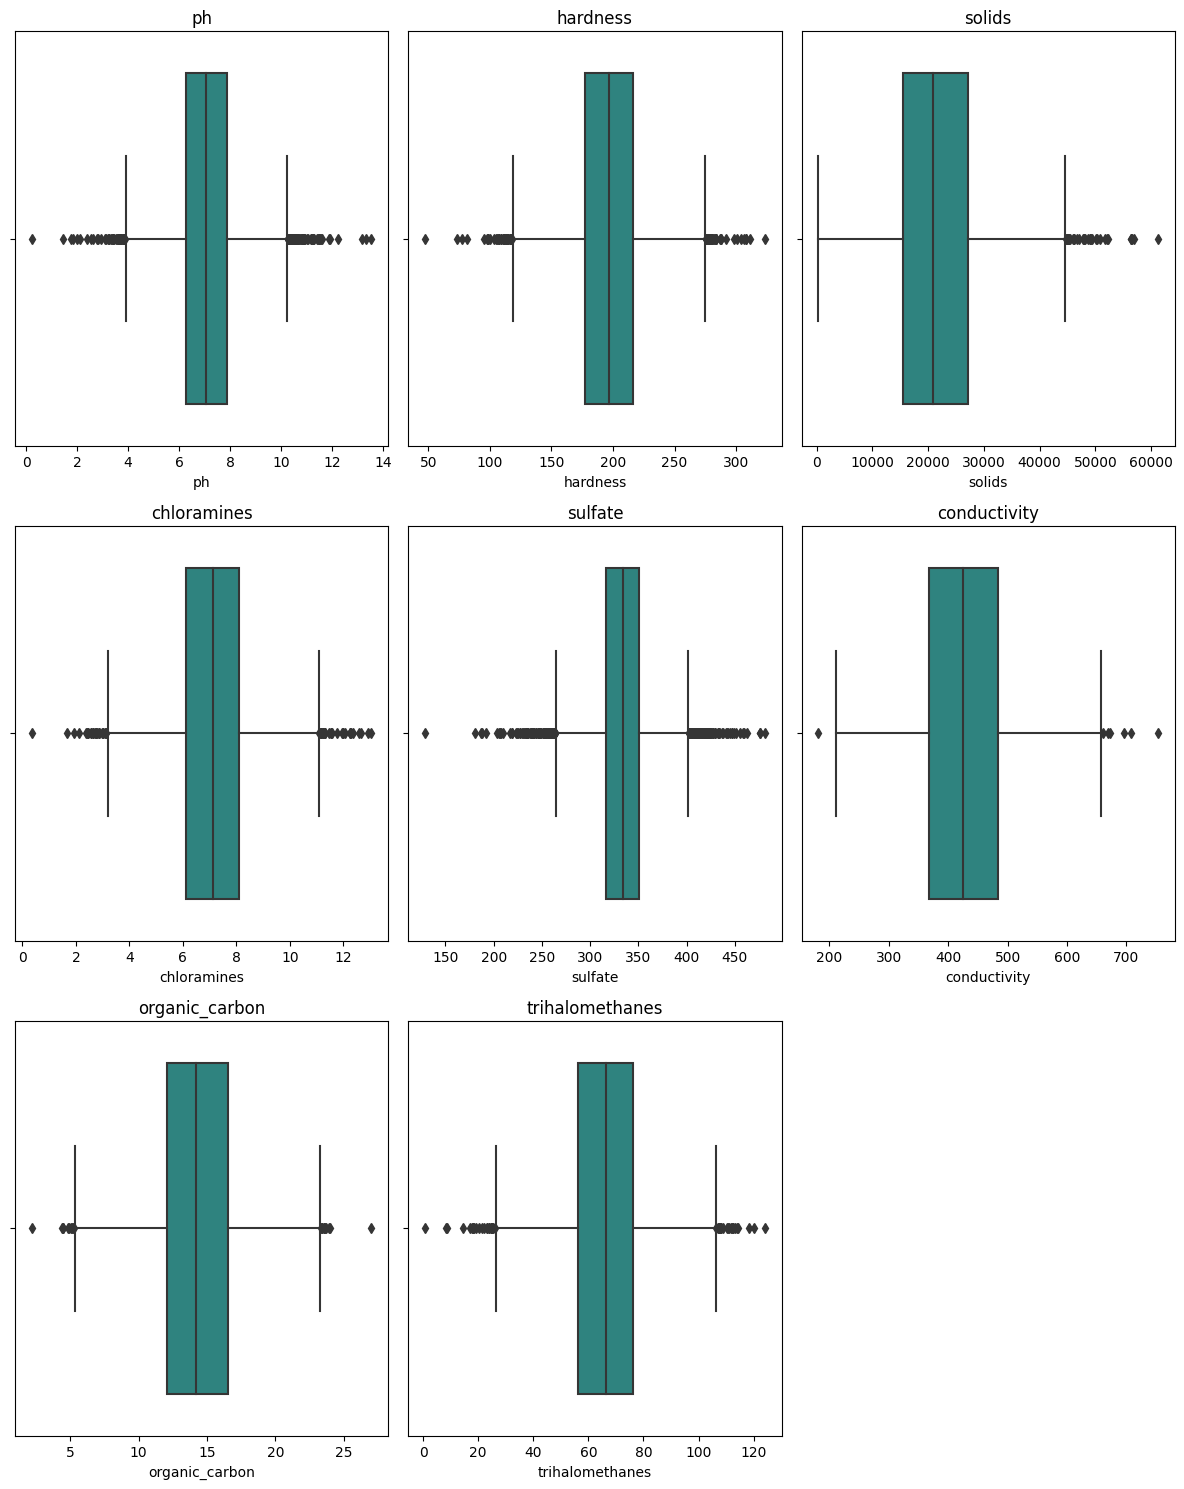 ph
hardness
solids
0 2 4 6 8 10 12 14
50 100 150 200 250 300
0 10000 20000 30000 40000 50000 60000
ph
hardness
solids
chloramines
sulfate
conductivity
0 2 4 6 8 10 12
150 200 250 300 350 400 450
200 300 400 500 600 700
chloramines
sulfate
conductivity
organic_carbon
trihalomethanes
5 10 15 20 25
0 20 40 60 80 100 120
organic_carbon
trihalomethanes